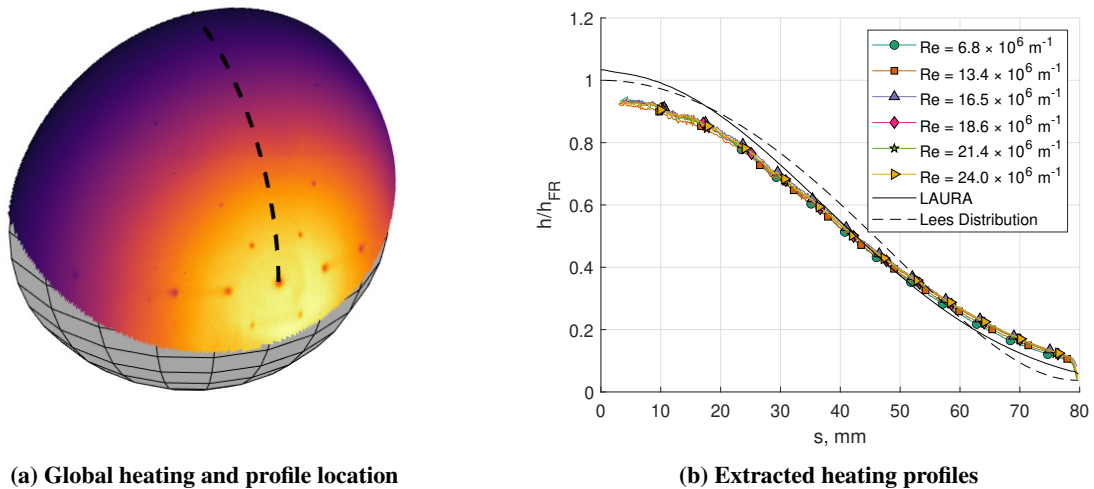 1.2
1
0.8
0.6
0.4
0.2
0
h/h_FR
0 10 20 30 40 50 60 70 80
s, mm
Re = 6.8 × 10^6 m^-1
Re = 13.4 × 10^6 m^-1
Re = 16.5 × 10^6 m^-1
Re = 18.6 × 10^6 m^-1
Re = 21.4 × 10^6 m^-1
Re = 24.0 × 10^6 m^-1
LAURA
Lees Distribution
(a) Global heating and profile location
(b) Extracted heating profiles